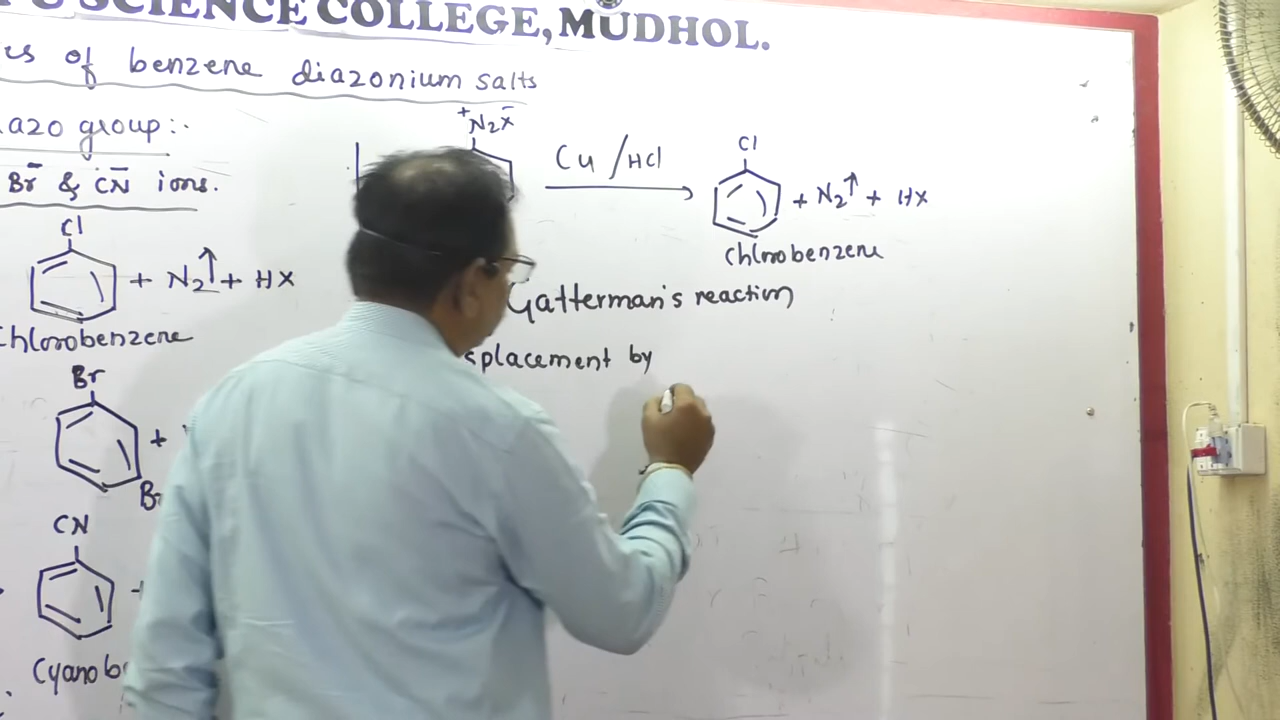 SCIENCE COLLEGE, MUDHOL.
of benzene diazonium salts
azo group:-
Br⁻ & CN⁻ ions.
Cl
+ N2↑ + HX
Chlorobenzene
Br
+
Br
CN
Cyanob
+N2X⁻
Cu / HCl
Cl
+ N2↑ + HX
Chlorobenzene
Gatterman's reaction
splacement by